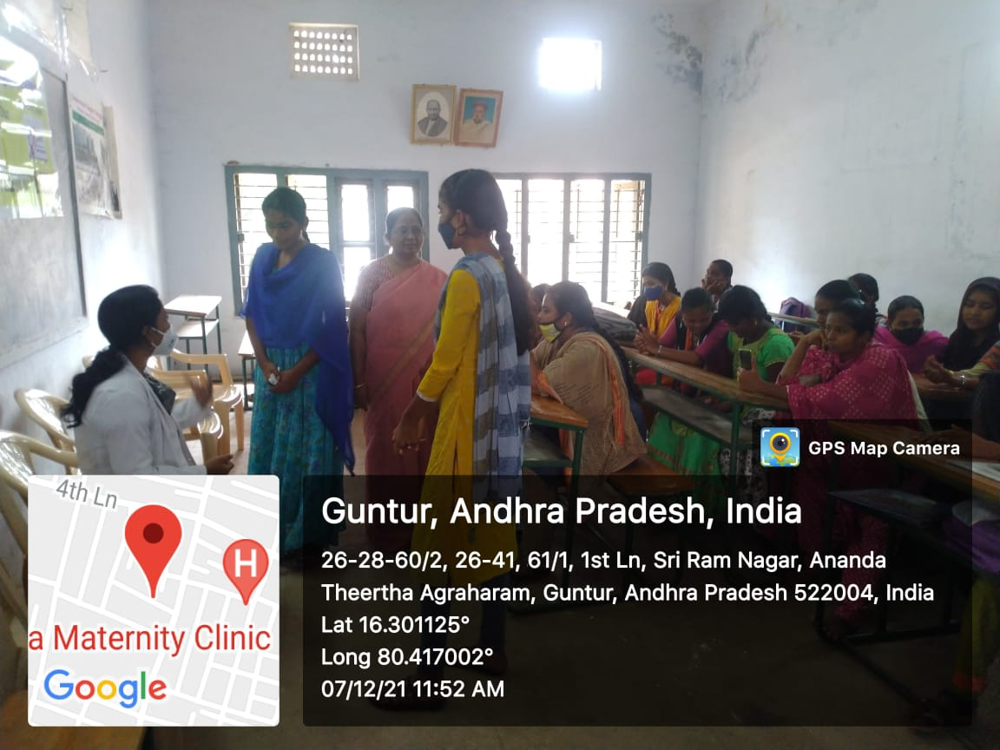 GPS Map Camera
4th Ln
H
a Maternity Clinic
Google
Guntur, Andhra Pradesh, India
26-28-60/2, 26-41, 61/1, 1st Ln, Sri Ram Nagar, Ananda
Theertha Agraharam, Guntur, Andhra Pradesh 522004, India
Lat 16.301125°
Long 80.417002°
07/12/21 11:52 AM